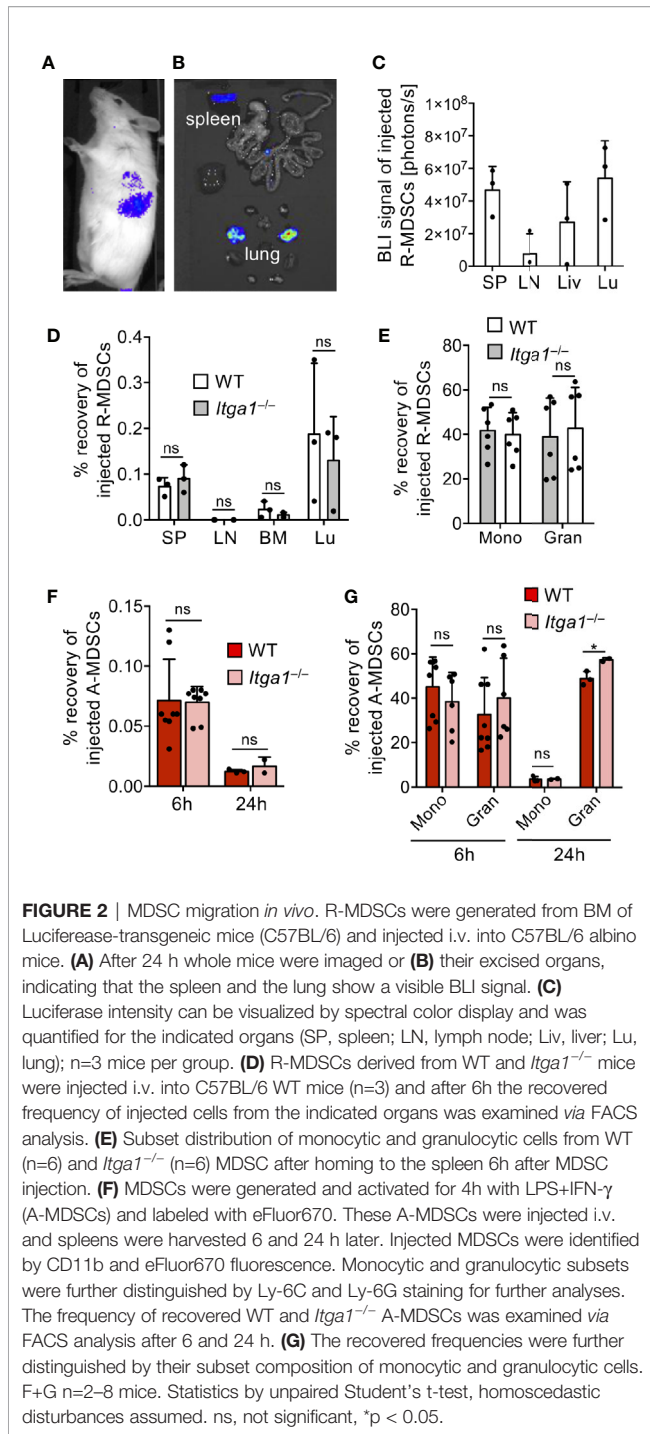 A
B
spleen
lung
C
BLI signal of injected
R-MDSCs [photons/s]
1×10⁸
8×10⁷
6×10⁷
4×10⁷
2×10⁷
0
SP LN Liv Lu
D
% recovery of
injected R-MDSCs
0.4
0.3
0.2
0.1
0.0
WT
Itga1⁻/⁻
ns
ns
ns
ns
SP LN BM Lu
E
% recovery of
injected R-MDSCs
80
60
40
20
0
WT
Itga1⁻/⁻
ns
ns
Mono Gran
F
% recovery of
injected A-MDSCs
0.15
0.10
0.05
0.00
WT
Itga1⁻/⁻
ns
ns
6h 24h
G
% recovery of
injected A-MDSCs
80
60
40
20
0
WT
Itga1⁻/⁻
ns
ns
ns
*
Mono Gran Mono Gran
6h 24h
FIGURE 2 | MDSC migration in vivo. R-MDSCs were generated from BM of
Luciferease-transgeneic mice (C57BL/6) and injected i.v. into C57BL/6 albino
mice. (A) After 24 h whole mice were imaged or (B) their excised organs,
indicating that the spleen and the lung show a visible BLI signal. (C)
Luciferase intensity can be visualized by spectral color display and was
quantified for the indicated organs (SP, spleen; LN, lymph node; Liv, liver; Lu,
lung); n=3 mice per group. (D) R-MDSCs derived from WT and Itga1⁻/⁻ mice
were injected i.v. into C57BL/6 WT mice (n=3) and after 6h the recovered
frequency of injected cells from the indicated organs was examined via FACS
analysis. (E) Subset distribution of monocytic and granulocytic cells from WT
(n=6) and Itga1⁻/⁻ (n=6) MDSC after homing to the spleen 6h after MDSC
injection. (F) MDSCs were generated and activated for 4h with LPS+IFN-γ
(A-MDSCs) and labeled with eFluor670. These A-MDSCs were injected i.v.
and spleens were harvested 6 and 24 h later. Injected MDSCs were identified
by CD11b and eFluor670 fluorescence. Monocytic and granulocytic subsets
were further distinguished by Ly-6C and Ly-6G staining for further analyses.
The frequency of recovered WT and Itga1⁻/⁻ A-MDSCs was examined via
FACS analysis after 6 and 24 h. (G) The recovered frequencies were further
distinguished by their subset composition of monocytic and granulocytic cells.
F+G n=2–8 mice. Statistics by unpaired Student's t-test, homoscedastic
disturbances assumed. ns, not significant, *p < 0.05.